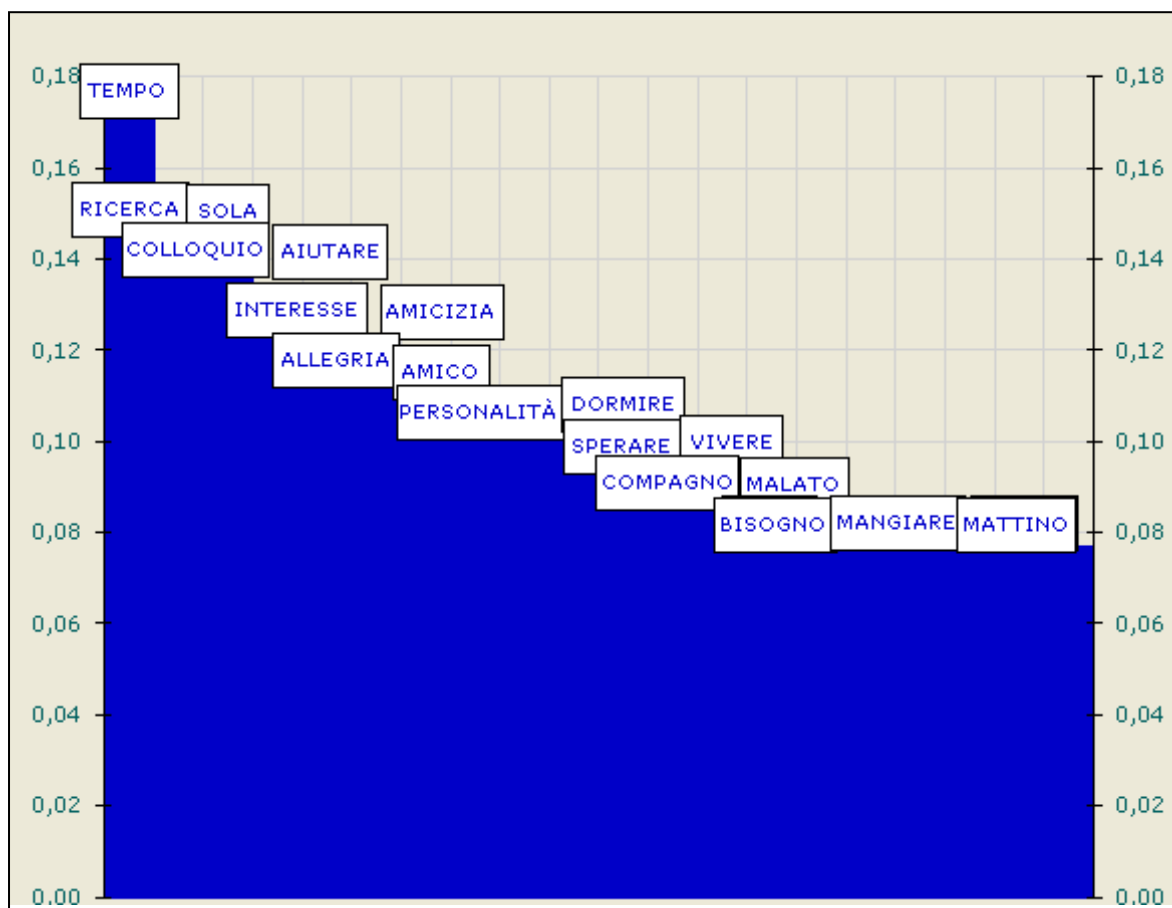 0,18 0,18
TEMPO
0,16 0,16
RICERCA SOLA
COLLOQUIO AIUTARE
0,14 0,14
INTERESSE AMICIZIA
0,12 0,12
ALLEGRIA AMICO
PERSONALITÀ DORMIRE
0,10 0,10
SPERARE VIVERE
COMPAGNO MALATO
BISOGNO MANGIARE MATTINO
0,08 0,08
0,06 0,06
0,04 0,04
0,02 0,02
0,00 0,00